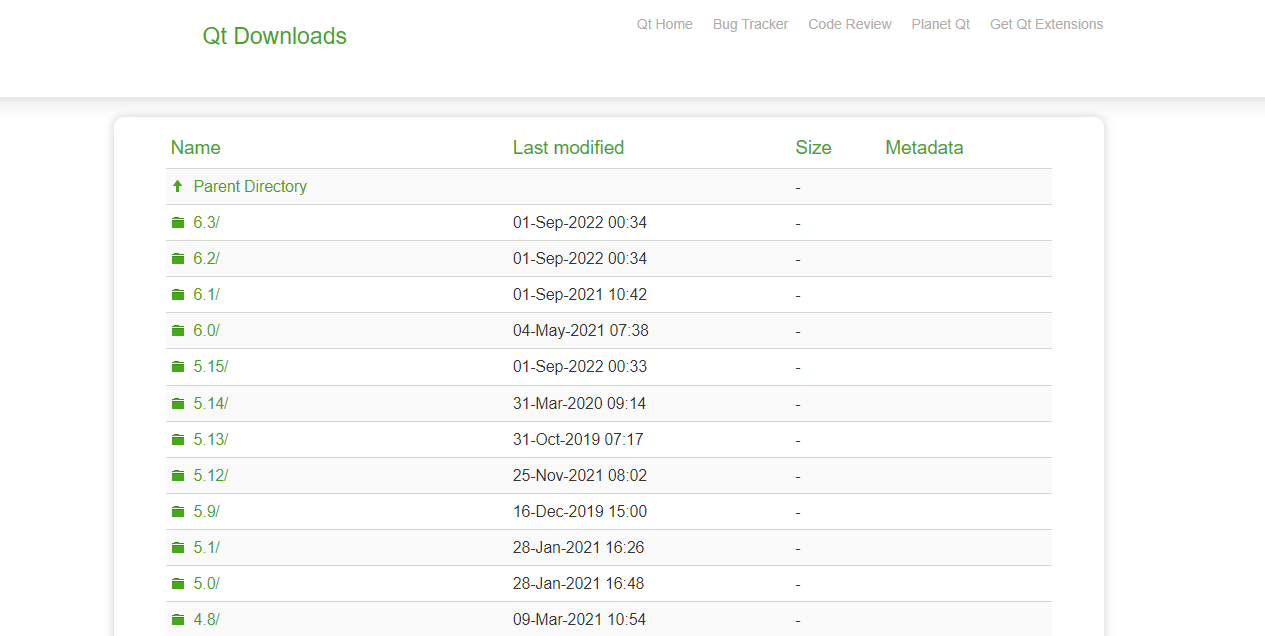 Qt Downloads
Qt Home Bug Tracker Code Review Planet Qt Get Qt Extensions
Name Last modified Size Metadata
Parent Directory -
6.3/ 01-Sep-2022 00:34 -
6.2/ 01-Sep-2022 00:34 -
6.1/ 01-Sep-2021 10:42 -
6.0/ 04-May-2021 07:38 -
5.15/ 01-Sep-2022 00:33 -
5.14/ 31-Mar-2020 09:14 -
5.13/ 31-Oct-2019 07:17 -
5.12/ 25-Nov-2021 08:02 -
5.9/ 16-Dec-2019 15:00 -
5.1/ 28-Jan-2021 16:26 -
5.0/ 28-Jan-2021 16:48 -
4.8/ 09-Mar-2021 10:54 -